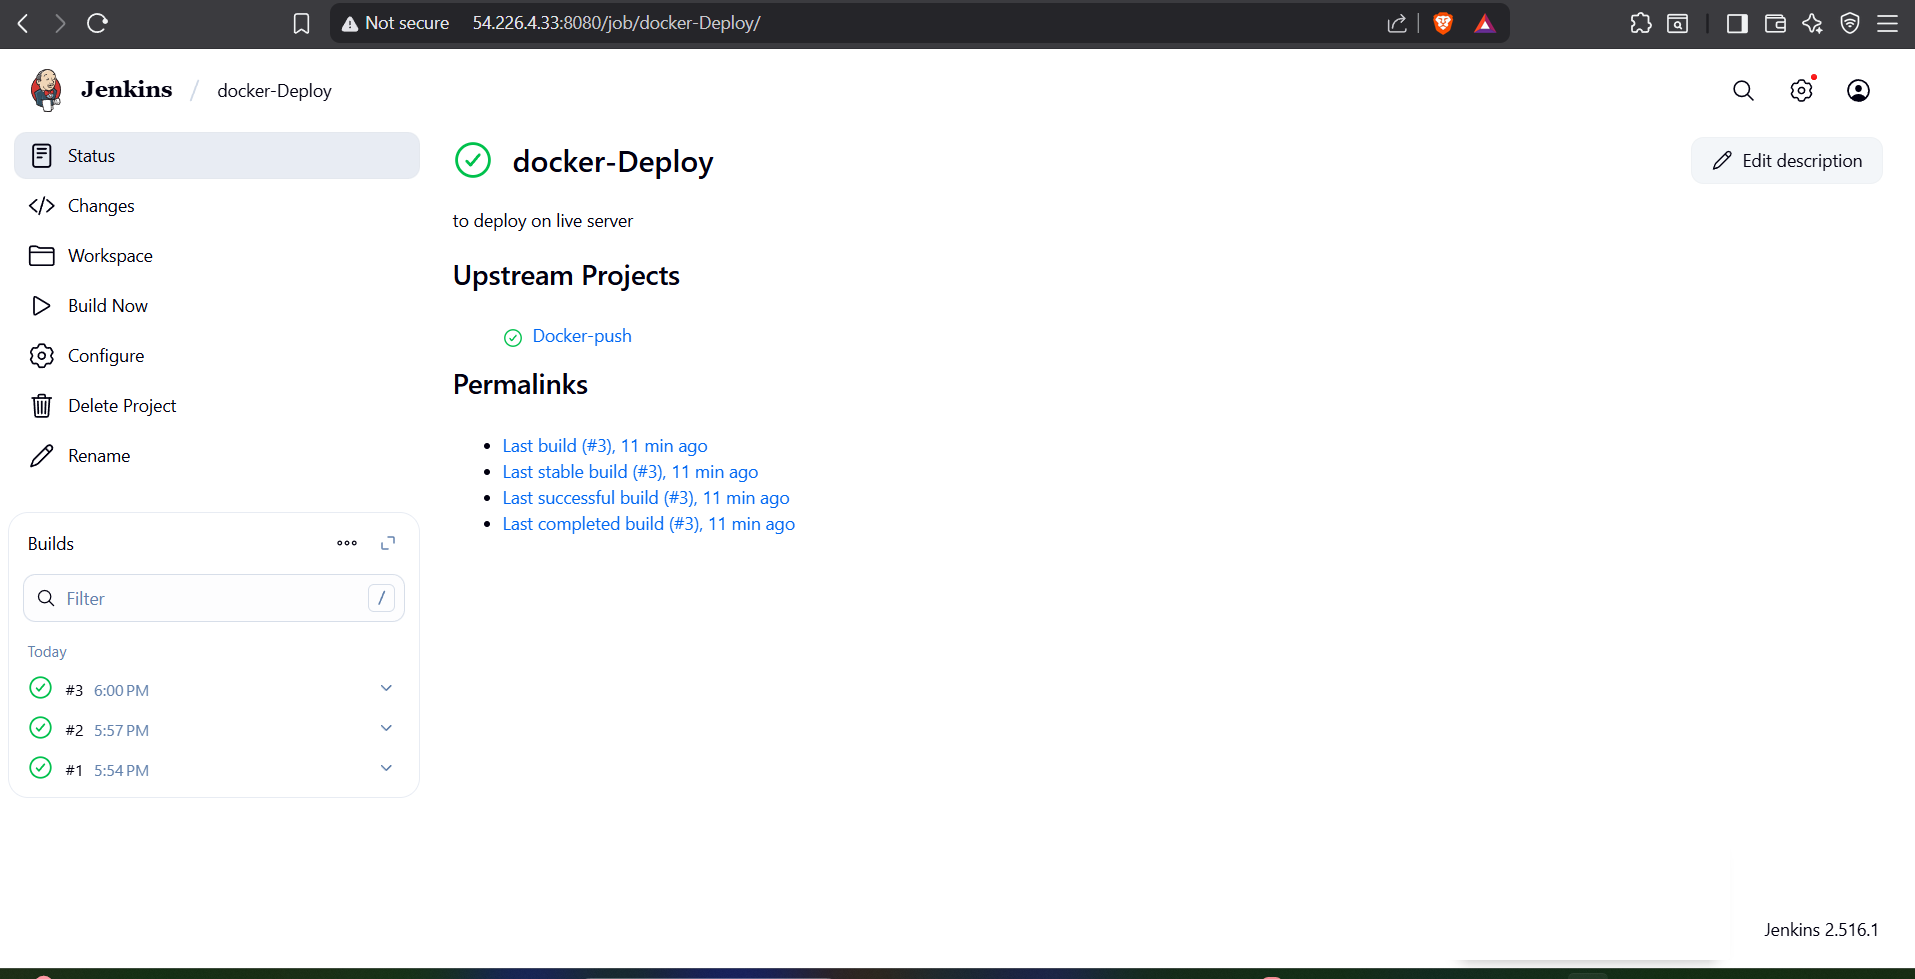 Not secure 54.226.4.33:8080/job/docker-Deploy/
Jenkins / docker-Deploy
Status
Changes
Workspace
Build Now
Configure
Delete Project
Rename
Builds
Filter /
Today
#3 6:00 PM
#2 5:57 PM
#1 5:54 PM
docker-Deploy
Edit description
to deploy on live server
Upstream Projects
Docker-push
Permalinks
Last build (#3), 11 min ago
Last stable build (#3), 11 min ago
Last successful build (#3), 11 min ago
Last completed build (#3), 11 min ago
Jenkins 2.516.1